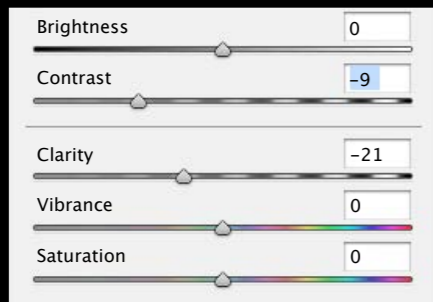 Brightness 0
Contrast -9
Clarity -21
Vibrance 0
Saturation 0